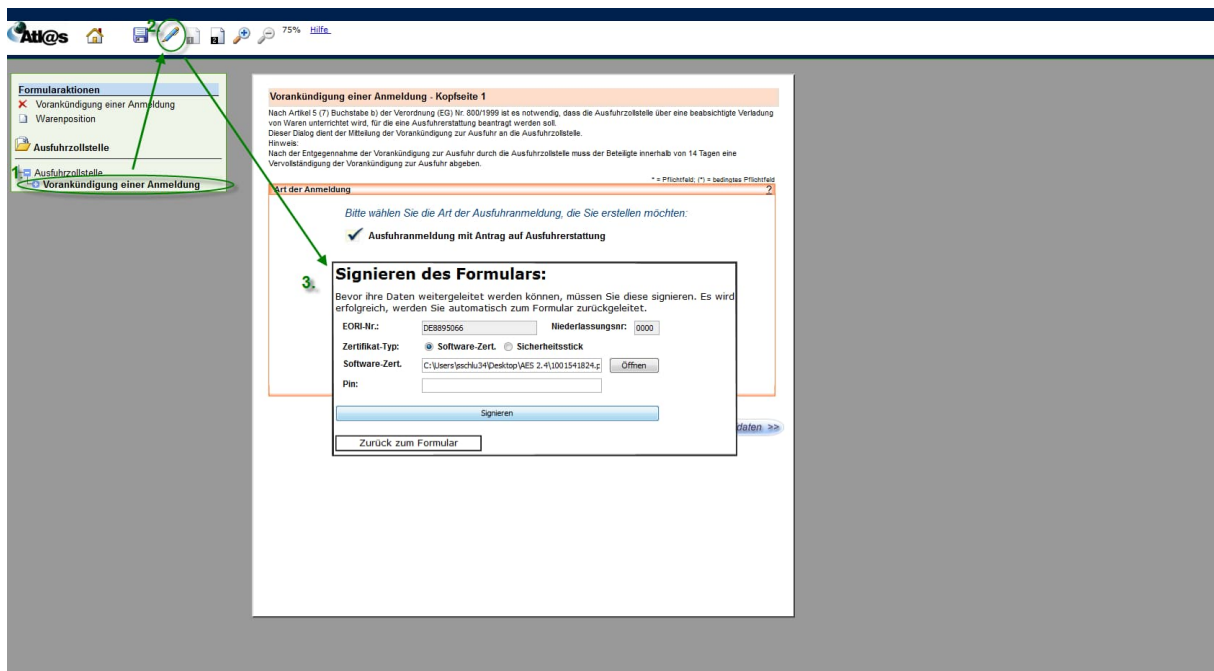 Atl@s
2.
1
2
75%
Hilfe
Formularaktionen
Vorankündigung einer Anmeldung
Warenposition
Ausfuhrzollstelle
1.
Ausfuhrzollstelle
Vorankündigung einer Anmeldung
Vorankündigung einer Anmeldung - Kopfseite 1
Nach Artikel 5 (7) Buchstabe b) der Verordnung (EG) Nr. 800/1999 ist es notwendig, dass die Ausfuhrzollstelle über eine beabsichtigte Verladung
von Waren unterrichtet wird, für die eine Ausfuhrerstattung beantragt werden soll.
Dieser Dialog dient der Mitteilung der Vorankündigung zur Ausfuhr an die Ausfuhrzollstelle.
Hinweis:
Nach der Entgegennahme der Vorankündigung zur Ausfuhr durch die Ausfuhrzollstelle muss der Beteiligte innerhalb von 14 Tagen eine
Vervollständigung der Vorankündigung zur Ausfuhr abgeben.
* = Pflichtfeld; (*) = bedingtes Pflichtfeld
Art der Anmeldung
?
Bitte wählen Sie die Art der Ausfuhranmeldung, die Sie erstellen möchten:
Ausfuhranmeldung mit Antrag auf Ausfuhrerstattung
3.
Signieren des Formulars:
Bevor ihre Daten weitergeleitet werden können, müssen Sie diese signieren. Es wird
erfolgreich, werden Sie automatisch zum Formular zurückgeleitet.
EORI-Nr.: DE8895066 Niederlassungsnr: 0000
Zertifikat-Typ: Software-Zert. Sicherheitsstick
Software-Zert. C:\Users\pschlu34\Desktop\AES 2.4\1001541824.p Öffnen
Pin:
Signieren
daten >>
Zurück zum Formular